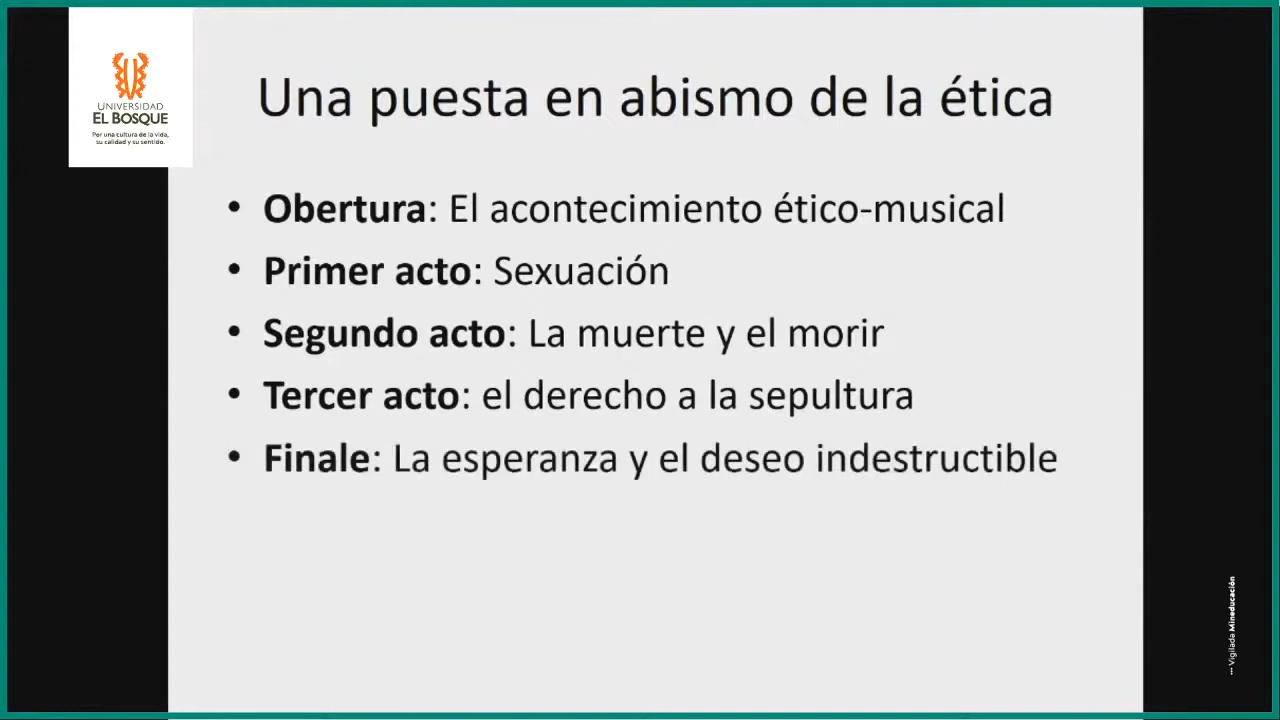 UNIVERSIDAD
EL BOSQUE
Por una cultura de la vida,
su calidad y su sentido.
Una puesta en abismo de la ética
• Obertura: El acontecimiento ético-musical
• Primer acto: Sexuación
• Segundo acto: La muerte y el morir
• Tercer acto: el derecho a la sepultura
• Finale: La esperanza y el deseo indestructible
Vigilada Mineducación